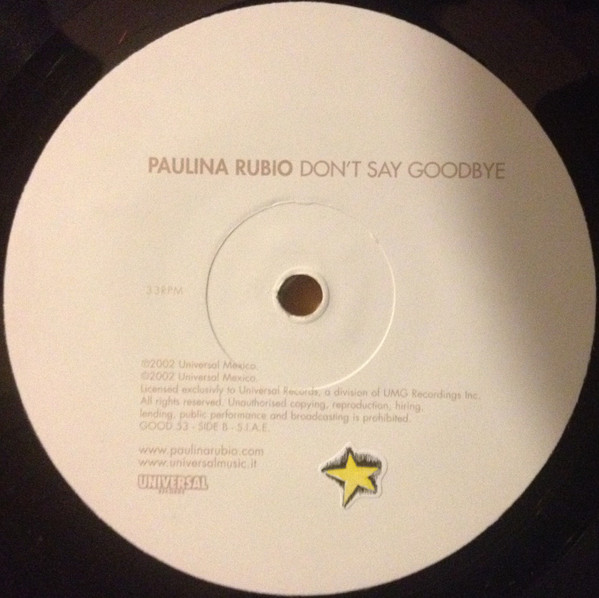 PAULINA RUBIO DON'T SAY GOODBYE
33RPM
©2002 Universal Mexico.
©2002 Universal Mexico.
Licensed exclusivly to Universal Records, a division of UMG Recordings Inc.
All rights reserved. Unauthorised copying, reproduction, hiring,
lending, public performance and broadcasting is prohibited.
GOOD 53 - SIDE B - S.I.A.E.
www.paulinarubio.com
www.universalmusic.it
UNIVERSAL
RECORDS